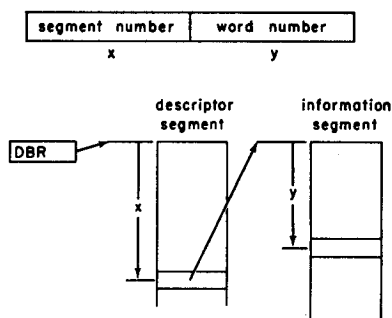 segment number word number
x y
descriptor segment
information segment
DBR
x
y